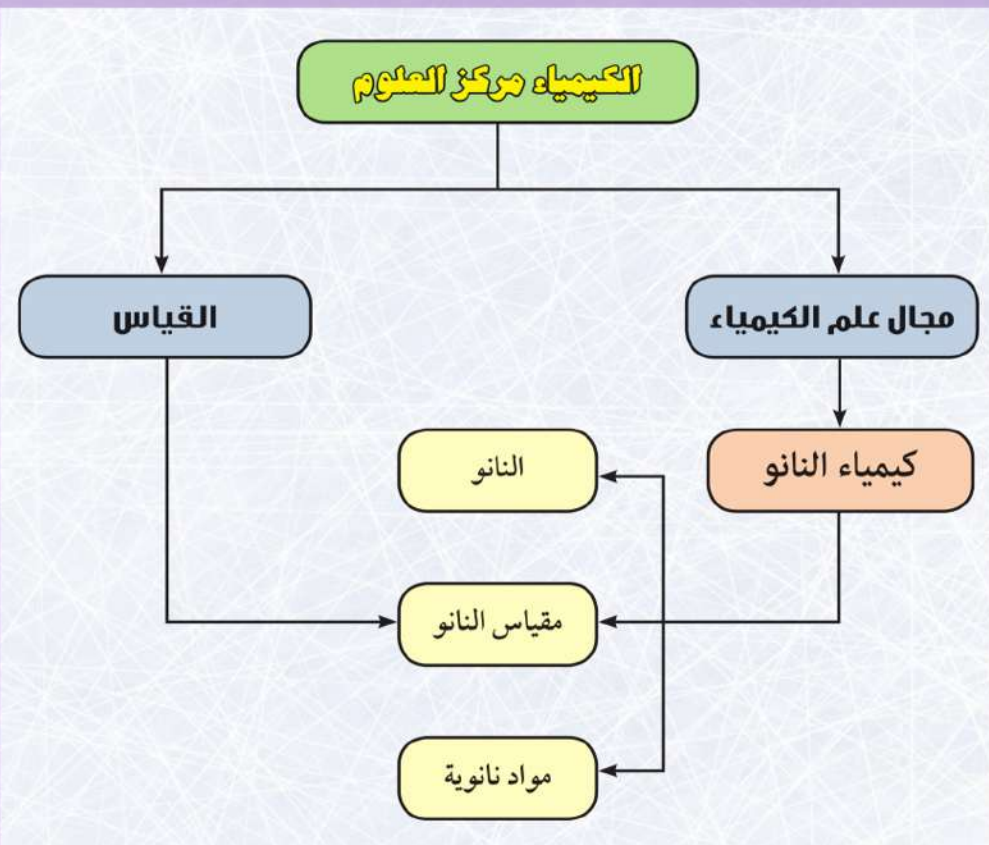 الكيمياء مركز العلوم
مجال علم الكيمياء
القياس
كيمياء النانو
النانو
مقياس النانو
مواد نانوية